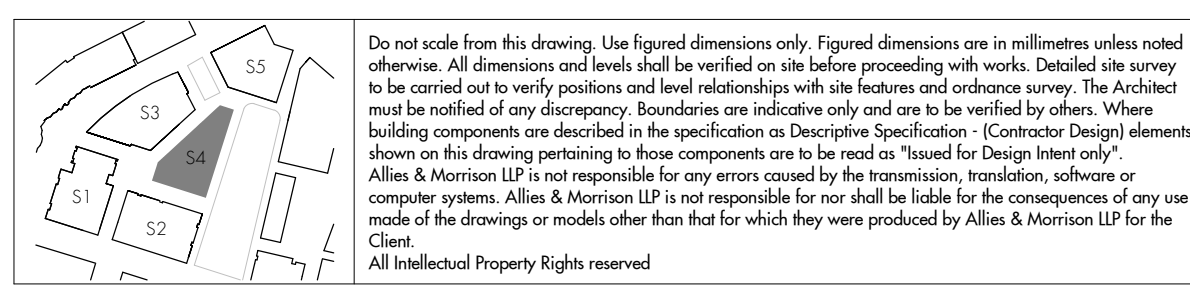 S5
S3
S4
S1
S2
Do not scale from this drawing. Use figured dimensions only. Figured dimensions are in millimetres unless noted
otherwise. All dimensions and levels shall be verified on site before proceeding with works. Detailed site survey
to be carried out to verify positions and level relationships with site features and ordnance survey. The Architect
must be notified of any discrepancy. Boundaries are indicative only and are to be verified by others. Where
building components are described in the specification as Descriptive Specification - (Contractor Design) elements
shown on this drawing pertaining to those components are to be read as "Issued for Design Intent only".
Allies & Morrison LLP is not responsible for any errors caused by the transmission, translation, software or
computer systems. Allies & Morrison LLP is not responsible for nor shall be liable for the consequences of any use
made of the drawings or models other than that for which they were produced by Allies & Morrison LLP for the
Client.
All Intellectual Property Rights reserved